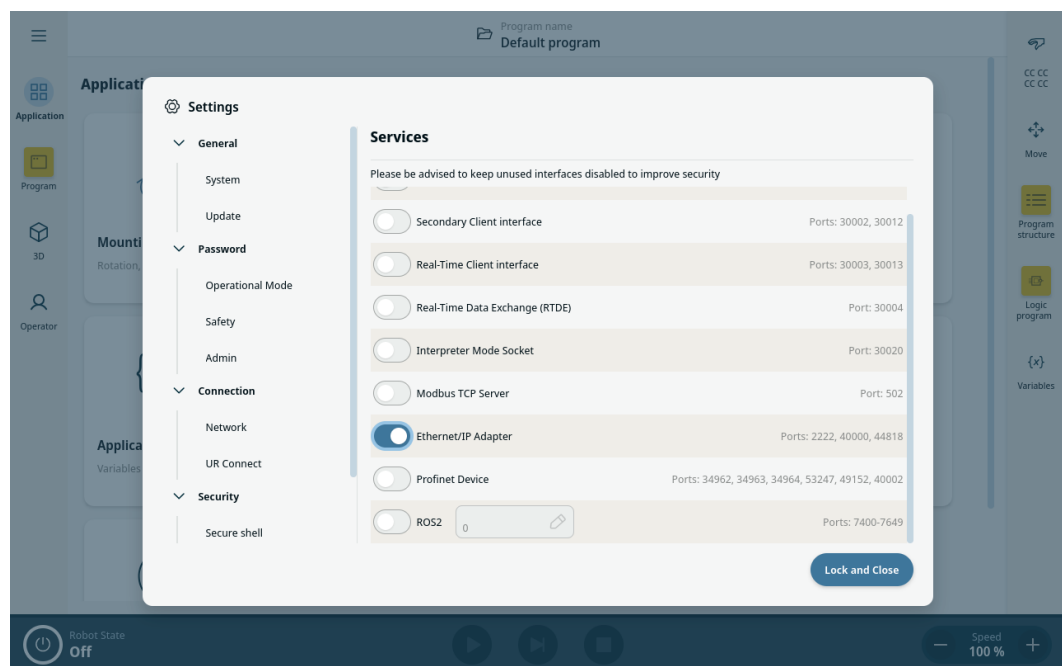 Program name
Default program
Applicati
Application
Program
3D
Operator
Mounti
Rotation,
Applica
Variables
Settings
General
System
Update
Password
Operational Mode
Safety
Admin
Connection
Network
UR Connect
Security
Secure shell
Services
Please be advised to keep unused interfaces disabled to improve security
Secondary Client interface Ports: 30002, 30012
Real-Time Client interface Ports: 30003, 30013
Real-Time Data Exchange (RTDE) Port: 30004
Interpreter Mode Socket Port: 30020
Modbus TCP Server Port: 502
Ethernet/IP Adapter Ports: 2222, 40000, 44818
Profinet Device Ports: 34962, 34963, 34964, 53247, 49152, 40002
ROS2 0 Ports: 7400-7649
Lock and Close
CC CC
CC CC
Move
Program
structure
Logic
program
{x}
Variables
Robot State
Off
Speed
100 %